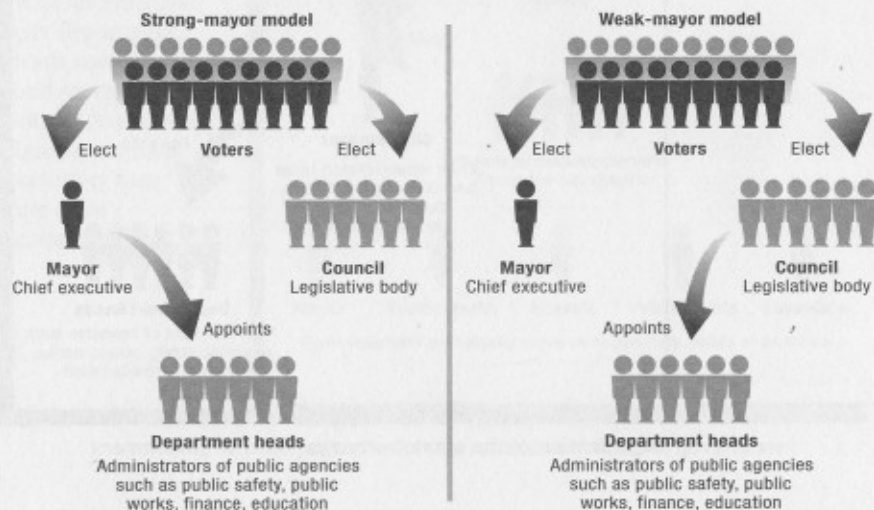 Strong-mayor model
Elect
Voters
Elect
Mayor
Chief executive
Council
Legislative body
Appoints
Department heads
Administrators of public agencies
such as public safety, public
works, finance, education
Weak-mayor model
Elect
Voters
Elect
Mayor
Chief executive
Council
Legislative body
Appoints
Department heads
Administrators of public agencies
such as public safety, public
works, finance, education